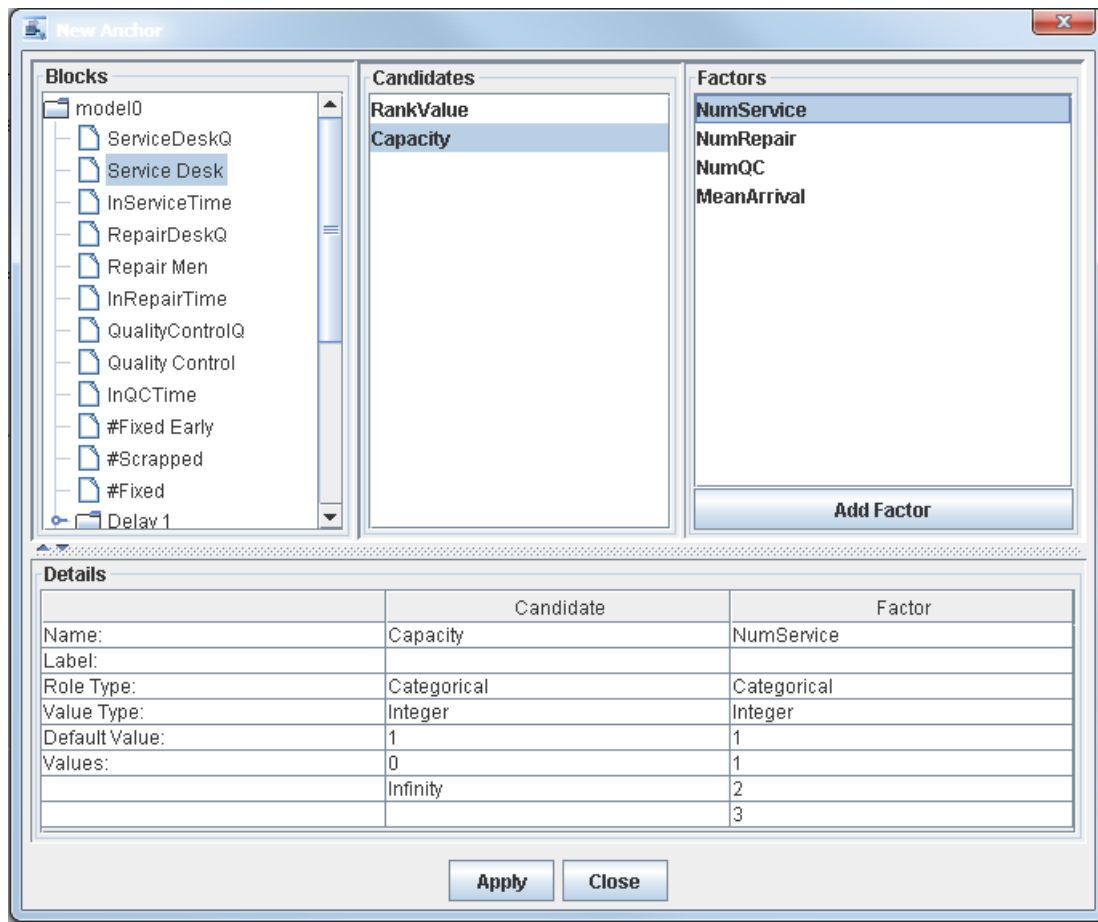 New Anchor
Blocks
model0
ServiceDeskQ
Service Desk
InServiceTime
RepairDeskQ
Repair Men
InRepairTime
QualityControlQ
Quality Control
InQCTime
#Fixed Early
#Scrapped
#Fixed
Delay 1
Candidates
RankValue
Capacity
Factors
NumService
NumRepair
NumQC
MeanArrival
Add Factor
Details
Candidate Factor
Name: Capacity NumService
Label:
Role Type: Categorical Categorical
Value Type: Integer Integer
Default Value: 1 1
Values: 0 1
Infinity 2
3
Apply Close